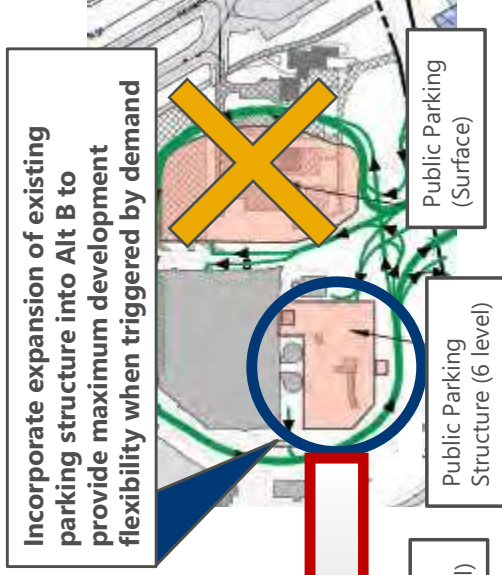 Incorporate expansion of existing
parking structure into Alt B to
provide maximum development
flexibility when triggered by demand
Public Parking
(Surface)
Public Parking
Structure (6 level)